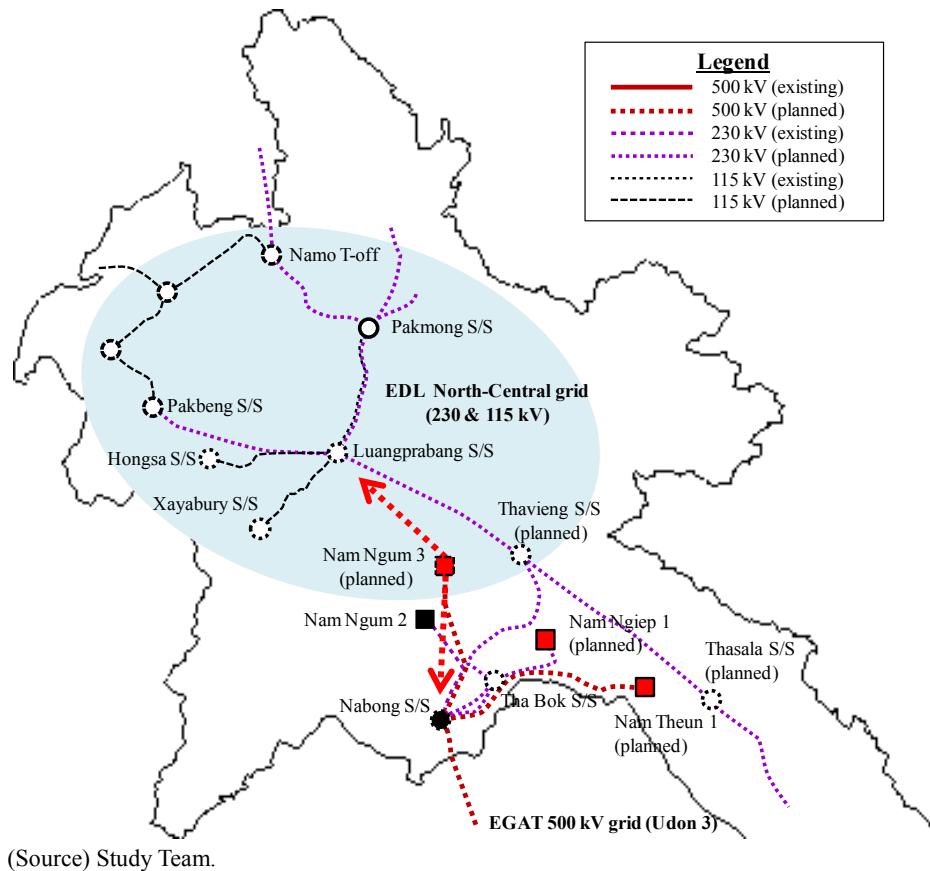 Legend
500 kV (existing)
500 kV (planned)
230 kV (existing)
230 kV (planned)
115 kV (existing)
115 kV (planned)
Namo T-off
Pakmong S/S
EDL North-Central grid
(230 & 115 kV)
Pakbeng S/S
Luangprabang S/S
Hongsa S/S
Xayabury S/S
Thavieng S/S
(planned)
Nam Ngum 3
(planned)
Nam Ngum 2
Nam Ngiep 1
(planned)
Thasala S/S
(planned)
Nabong S/S
Tha Bok S/S
Nam Theun 1
(planned)
EGAT 500 kV grid (Udon 3)
(Source) Study Team.